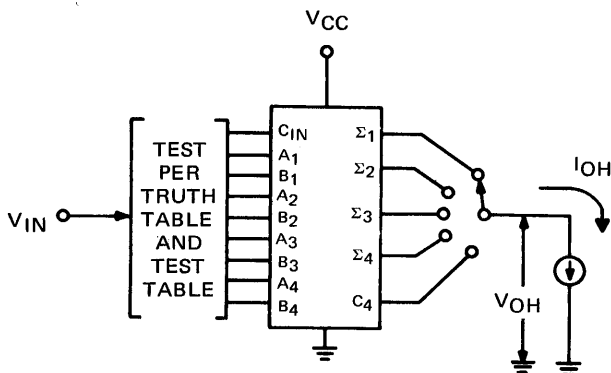 VCC
CIN
A1
B1
A2
B2
A3
B3
A4
B4
Σ1
Σ2
Σ3
Σ4
C4
VIN
TEST
PER
TRUTH
TABLE
AND
TEST
TABLE
IOH
VOH